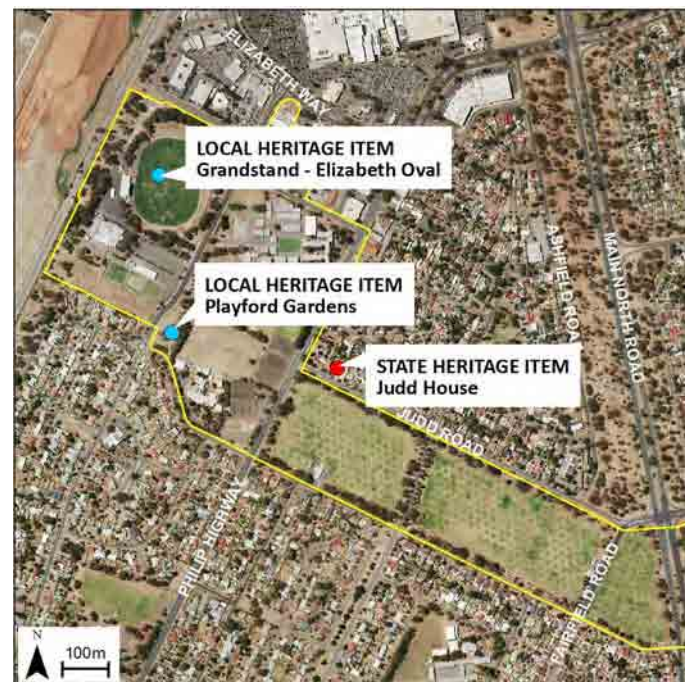 ELIZABETH WAY
LOCAL HERITAGE ITEM
Grandstand - Elizabeth Oval
ASHFIELD ROAD
MAIN NORTH ROAD
LOCAL HERITAGE ITEM
Playford Gardens
STATE HERITAGE ITEM
Judd House
JUDD ROAD
PHILIP HIGHWAY
FAIRFIELD ROAD
N
100m